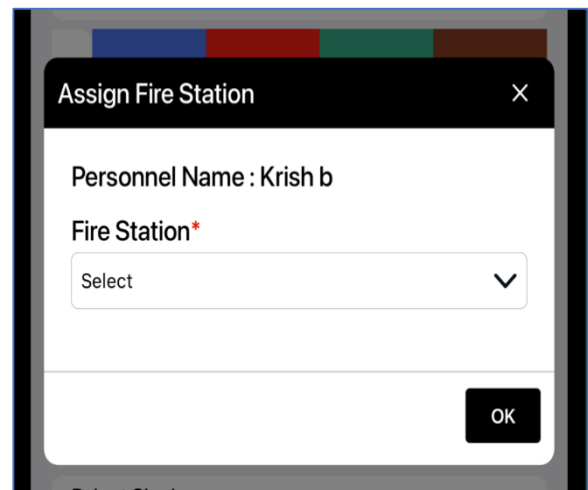 Assign Fire Station
Personnel Name : Krish b
Fire Station*
Select
OK